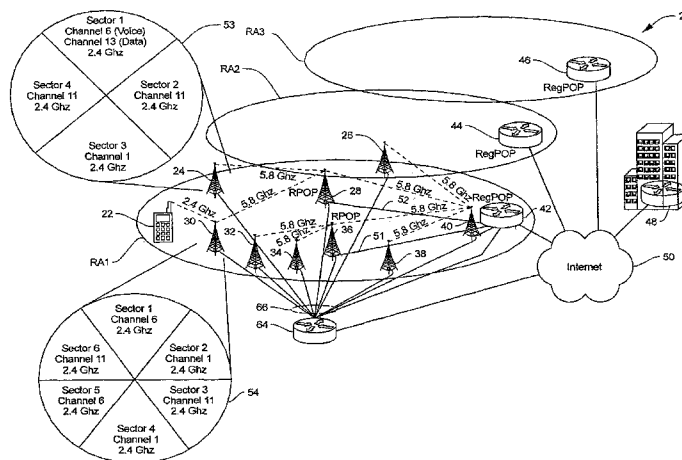 Sector 1
Channel 6 (Voice)
Channel 13 (Data)
2.4 Ghz
53
Sector 4
Channel 11
2.4 Ghz
Sector 2
Channel 11
2.4 Ghz
Sector 3
Channel 1
2.4 Ghz
RA3
RA2
46
RegPOP
26
44
RegPOP
24
5.8 Ghz
5.8 Ghz
RPOP
28
5.8 Ghz
5.8 Ghz
52
RegPOP
42
48
22
2.4 Ghz
30
32
5.8 Ghz
RPOP
36
5.8 Ghz
34
51
5.8 Ghz
40
38
RA1
Internet
50
66
64
Sector 1
Channel 6
2.4 Ghz
Sector 6
Channel 11
2.4 Ghz
Sector 2
Channel 1
2.4 Ghz
Sector 5
Channel 6
2.4 Ghz
Sector 3
Channel 11
2.4 Ghz
54
Sector 4
Channel 1
2.4 Ghz